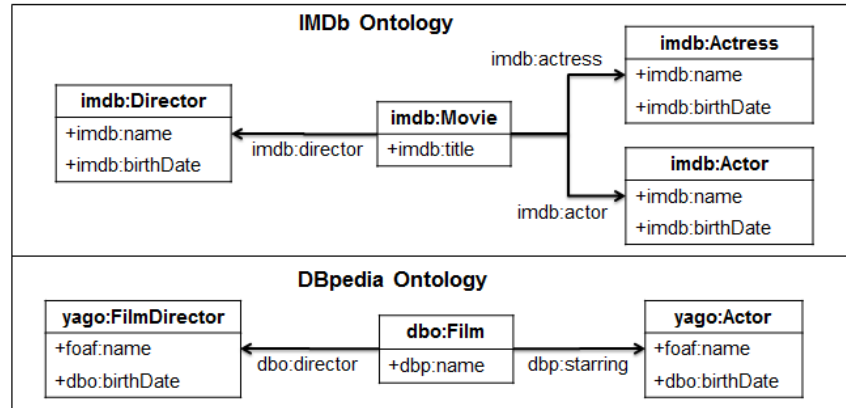 IMDb Ontology
imdb:Director
+imdb:name
+imdb:birthDate
imdb:director
imdb:Movie
+imdb:title
imdb:actress
imdb:actor
imdb:Actress
+imdb:name
+imdb:birthDate
imdb:Actor
+imdb:name
+imdb:birthDate
DBpedia Ontology
yago:FilmDirector
+foaf:name
+dbo:birthDate
dbo:director
dbo:Film
+dbp:name
dbp:starring
yago:Actor
+foaf:name
+dbo:birthDate